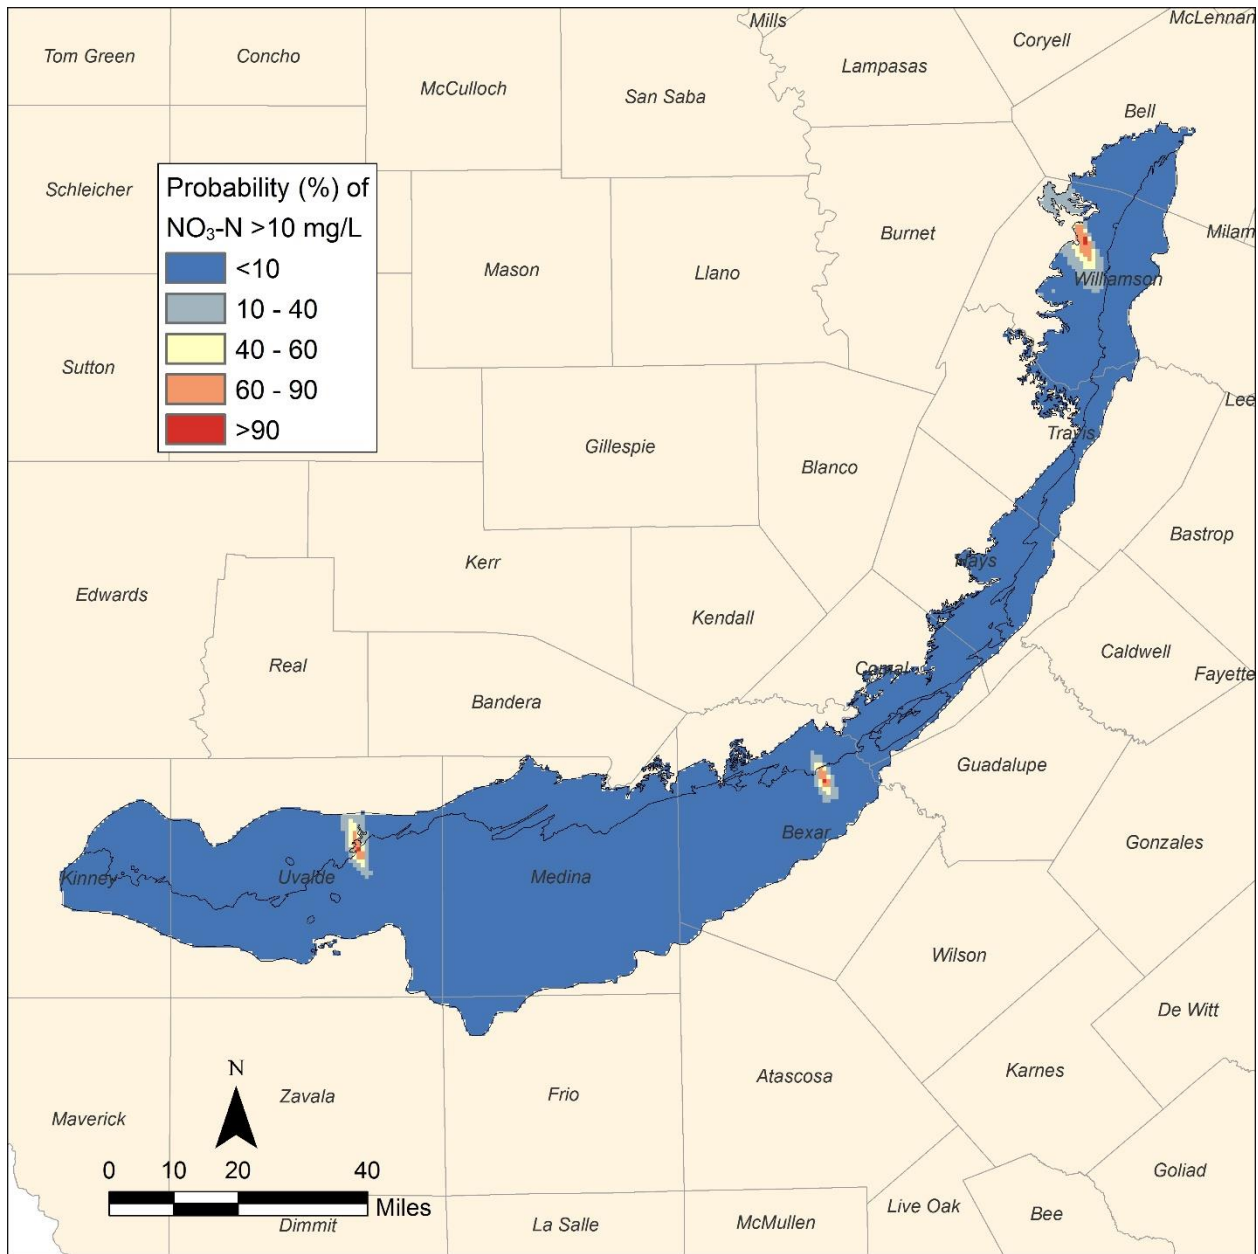 Mills
McLennan
Coryell
Tom Green
Concho
McCulloch
Lampasas
San Saba
Bell
Schleicher
Probability (%) of
NO₃-N >10 mg/L
<10
10 - 40
40 - 60
60 - 90
>90
Burnet
Milam
Mason
Llano
Williamson
Sutton
Lee
Travis
Gillespie
Blanco
Bastrop
Hays
Kerr
Edwards
Kendall
Caldwell
Real
Comal
Fayette
Bandera
Guadalupe
Bexar
Gonzales
Kinney
Uvalde
Medina
Wilson
De Witt
N
Karnes
Atascosa
Zavala
Frio
Maverick
Goliad
0 10 20 40
Miles
Live Oak
Bee
Dimmit
La Salle
McMullen